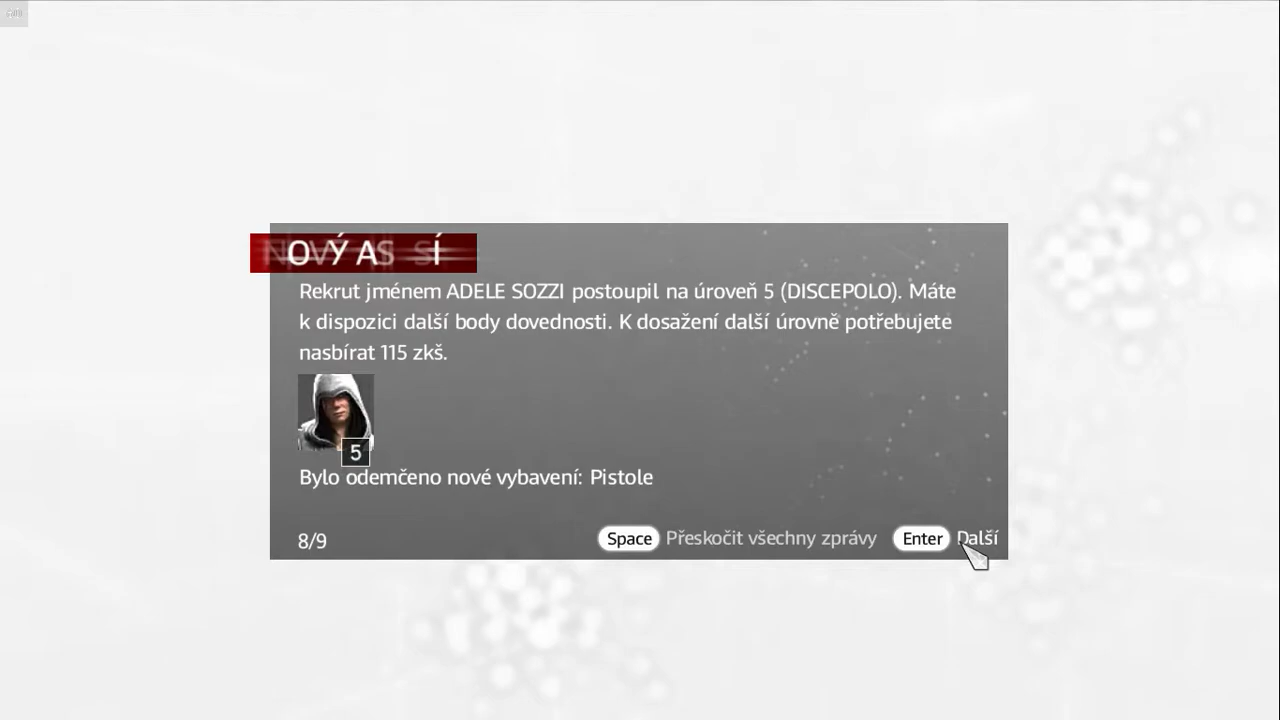 Rekrut jménem ADELE SOZZI postoupil na úroveň 5 (DISCEPOLO). Máte
k dispozici další body dovednosti. K dosažení další úrovně potřebujete
nasbírat 115 zkš.
5
Bylo odemčeno nové vybavení: Pistole
8/9 Space Přeskočit všechny zprávy Enter Další